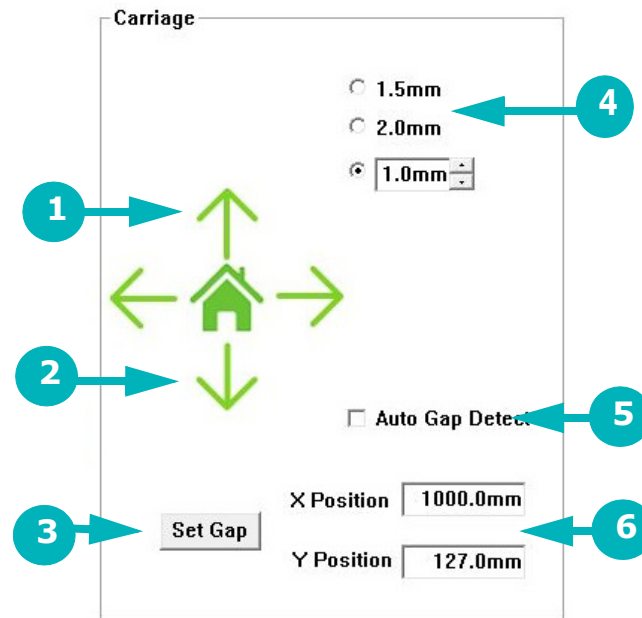 Carriage
1.5mm
4
2.0mm
1.0mm
1
2
Auto Gap Detect
5
X Position 1000.0mm
3
Set Gap
6
Y Position 127.0mm